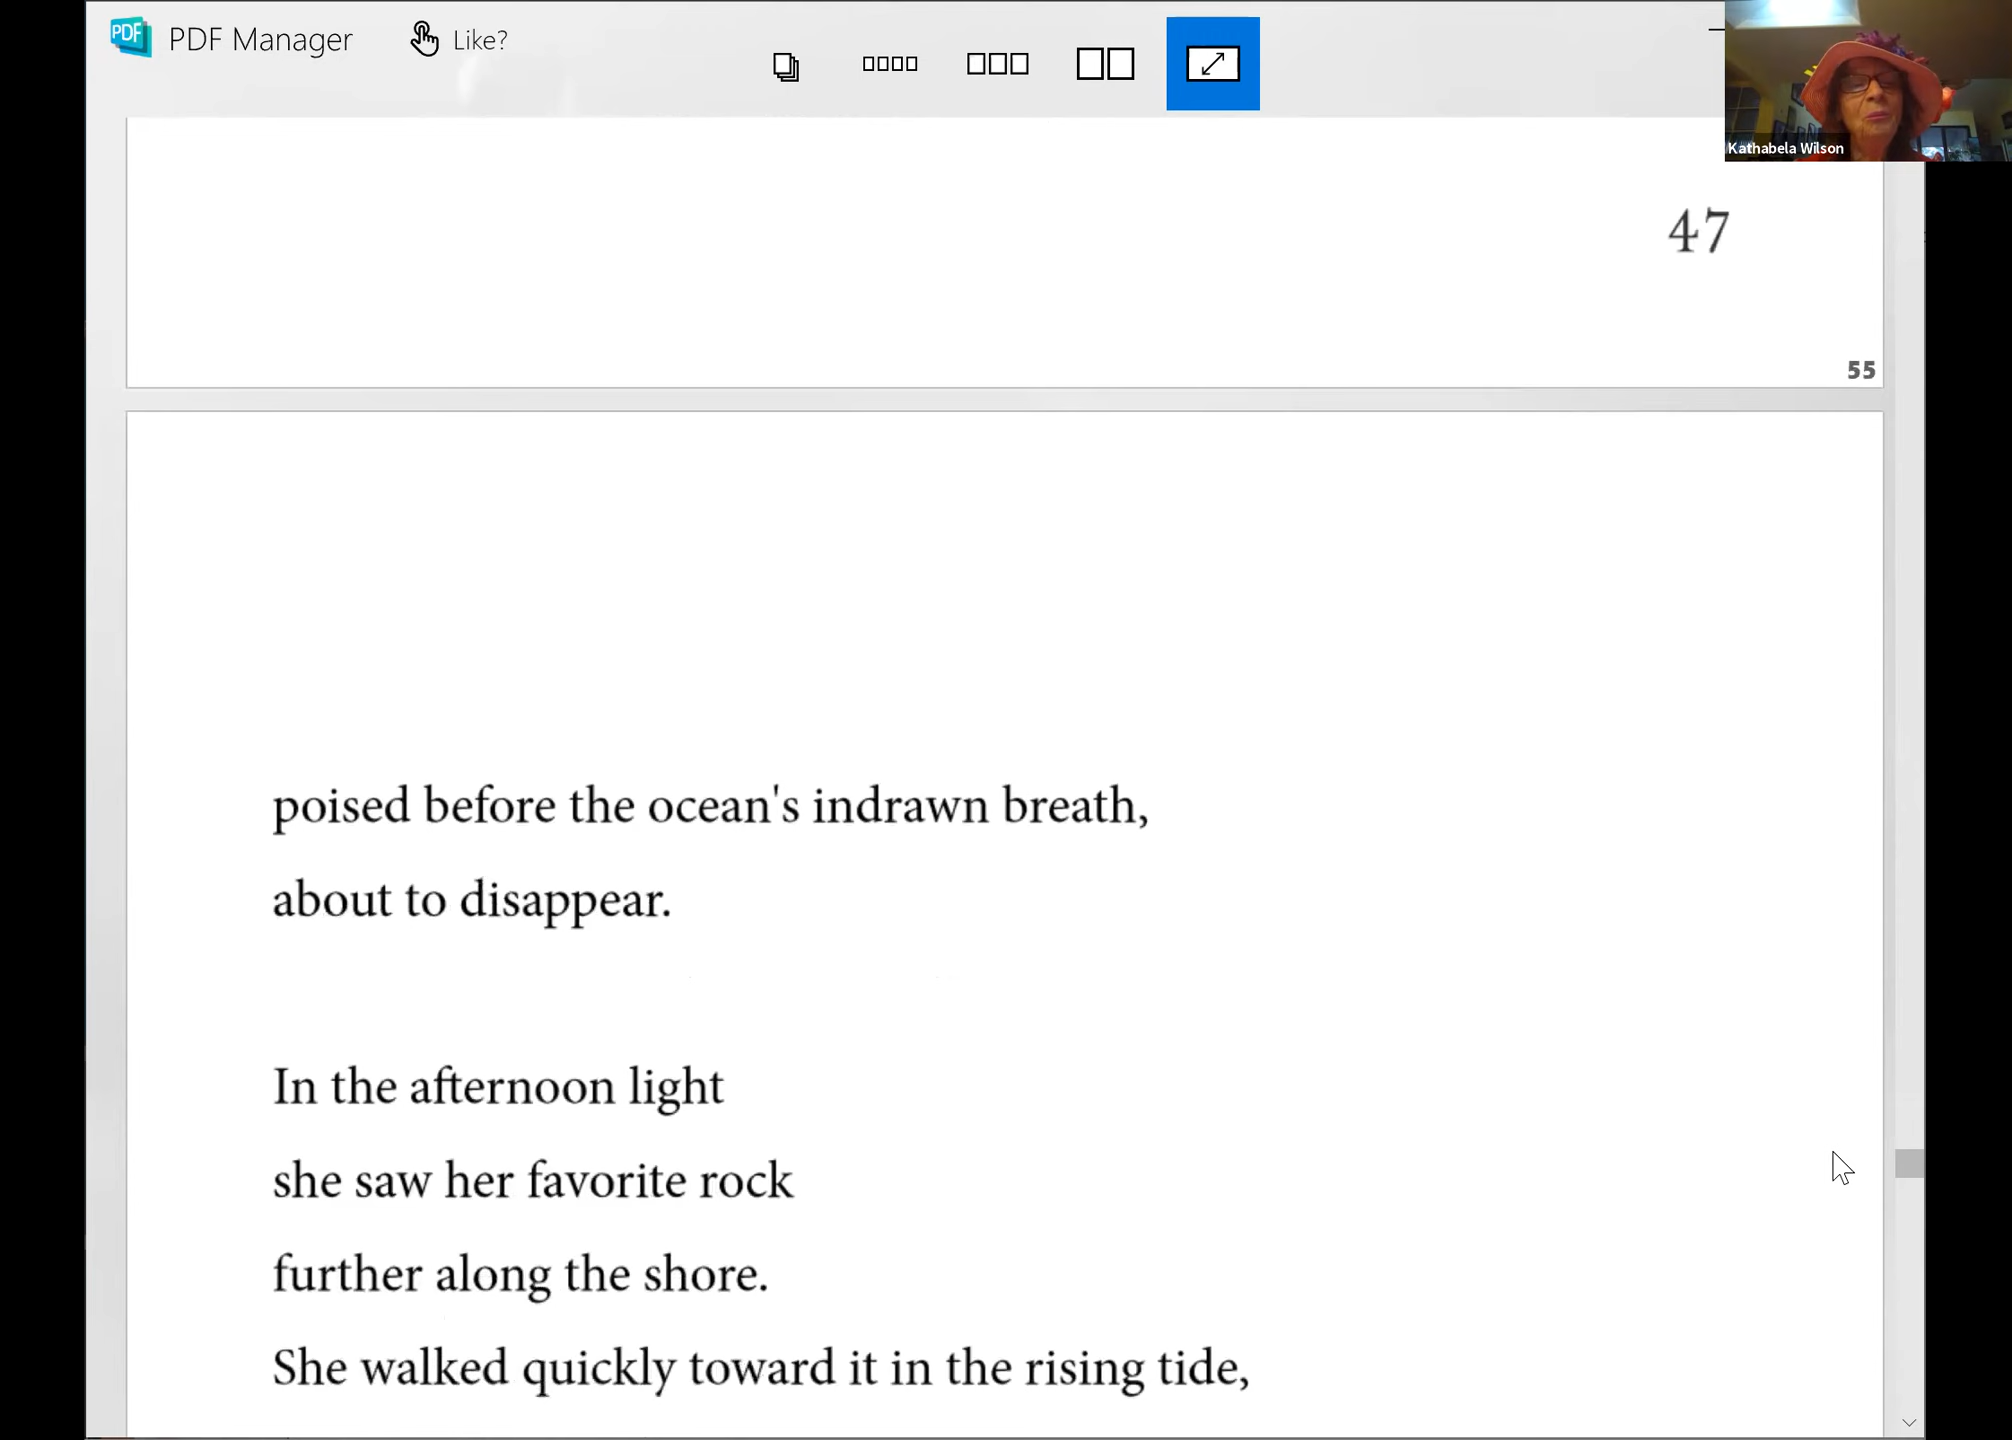 PDF
PDF Manager
Like?
Kathabela Wilson
47
55
poised before the ocean's indrawn breath,
about to disappear.
In the afternoon light
she saw her favorite rock
further along the shore.
She walked quickly toward it in the rising tide,